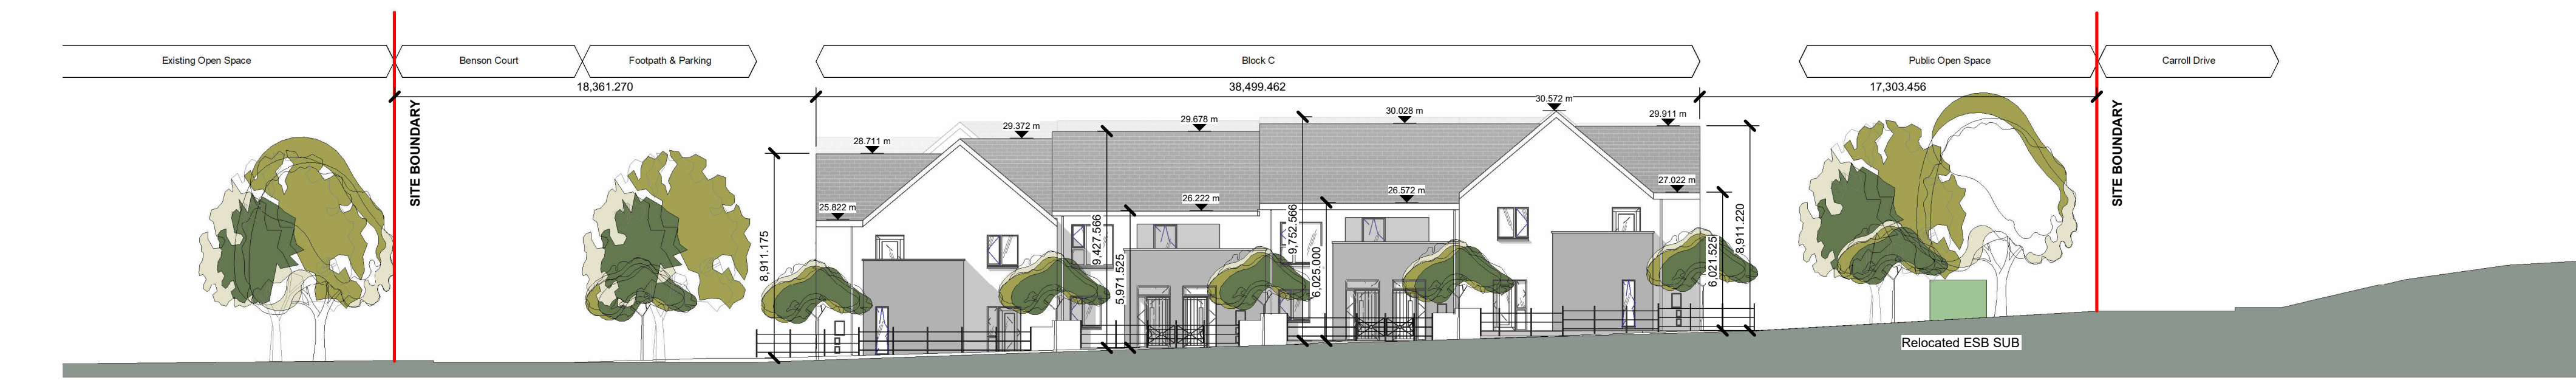 Existing Open Space
Benson Court
Footpath & Parking
Block C
Public Open Space
Carroll Drive
18,361.270
38,499.462
17,303.456
SITE BOUNDARY
SITE BOUNDARY
28.711 m
29.372 m
29.678 m
30.028 m
30.572 m
29.911 m
25.822 m
26.222 m
26.572 m
27.022 m
8,911.175
9,427.566
5,971.525
9,752.566
6,025.000
6,021.525
8,911.220
Relocated ESB SUB